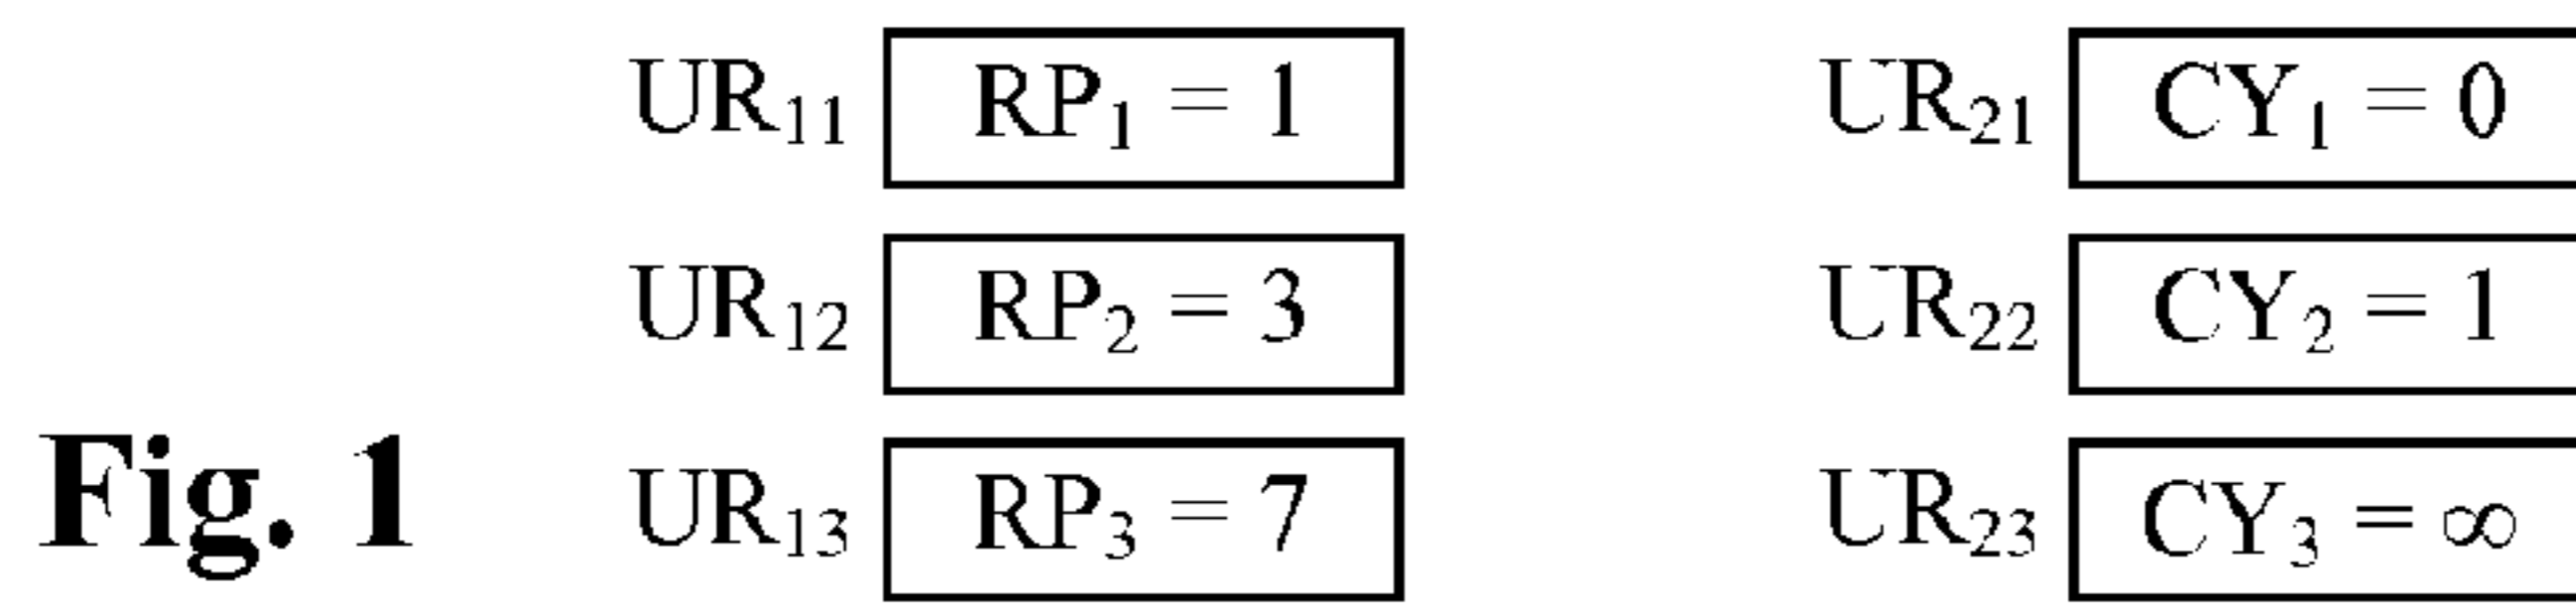 UR₁₁ RP₁ = 1 UR₂₁ CY₁ = 0
UR₁₂ RP₂ = 3 UR₂₂ CY₂ = 1
Fig. 1 UR₁₃ RP₃ = 7 UR₂₃ CY₃ = ∞